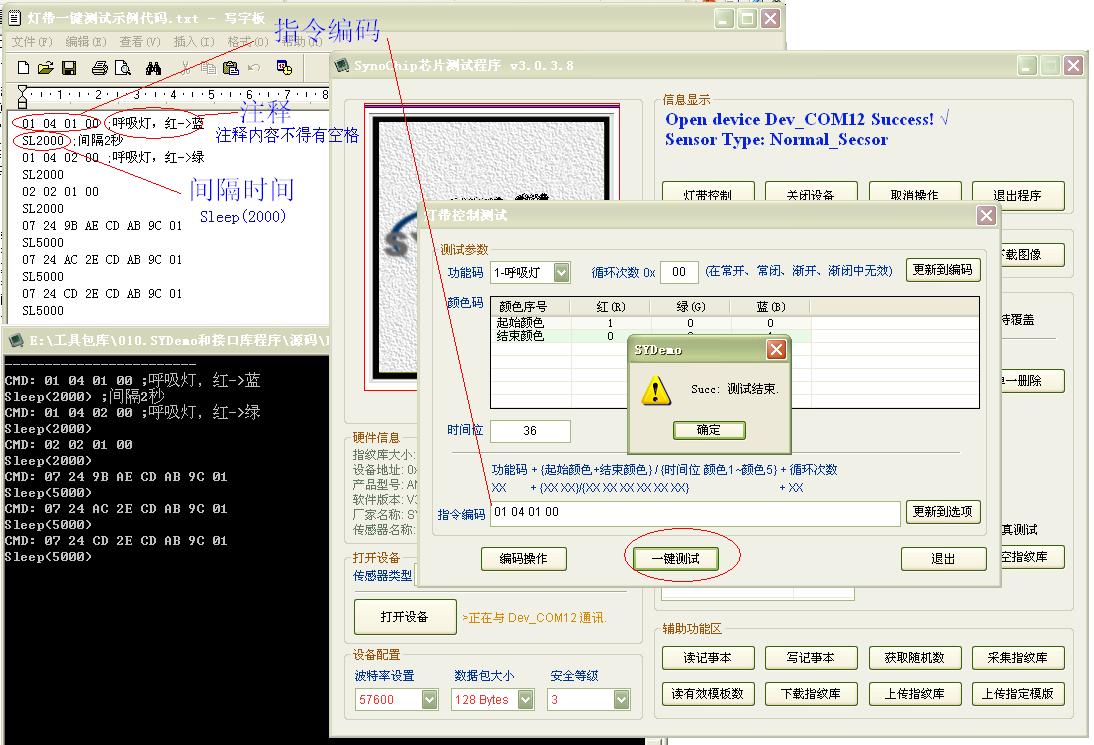 灯带一键测试示例代码.txt - 写字板
文件(F) 编辑(E) 查看(V) 插入(I) 格式(O) 帮助(H)
指令编码
01 04 01 00 ;呼吸灯，红->蓝
注释
注释内容不得有空格
SL2000 ;间隔2秒
01 04 02 00 ;呼吸灯，红->绿
SL2000
间隔时间
Sleep(2000)
02 02 01 00
SL2000
07 24 9B AE CD AB 9C 01
SL5000
07 24 AC 2E CD AB 9C 01
SL5000
07 24 CD 2E CD AB 9C 01
SL5000
E:\工具包库\010.SYDemo和接口库程序\源码\
CMD: 01 04 01 00 ;呼吸灯，红->蓝
Sleep(2000) ;间隔2秒
CMD: 01 04 02 00 ;呼吸灯，红->绿
Sleep(2000)
CMD: 02 02 01 00
Sleep(2000)
CMD: 07 24 9B AE CD AB 9C 01
Sleep(5000)
CMD: 07 24 AC 2E CD AB 9C 01
Sleep(5000)
CMD: 07 24 CD 2E CD AB 9C 01
Sleep(5000)
SynoChip芯片测试程序 v3.0.3.8
信息显示
Open device Dev_COM12 Success! √
Sensor Type: Normal_Secsor
灯带控制 关闭设备 取消操作 退出程序
下载图像
待覆盖
单一删除
真测试
空指纹库
灯带控制测试
测试参数
功能码 1-呼吸灯 循环次数 0x 00 (在常开、常闭、渐开、渐闭中无效) 更新到编码
颜色码 颜色序号 红(R) 绿(G) 蓝(B)
起始颜色 1 0 0
结束颜色 0
时间位 36
功能码 + {起始颜色+结束颜色} / {时间位 颜色1~颜色5} + 循环次数
XX + {XX XX}/{XX XX XX XX XX XX} + XX
指令编码 01 04 01 00 更新到选项
编码操作 一键测试 退出
SYDemo
Succ: 测试结束.
确定
硬件信息
指纹库大小:
设备地址: 0x
产品型号: AN
软件版本: V3
厂家名称: SY
传感器名称:
打开设备
传感器类型
打开设备 >正在与 Dev_COM12 通讯.
设备配置
波特率设置 数据包大小 安全等级
57600 128 Bytes 3
辅助功能区
读记事本 写记事本 获取随机数 采集指纹库
读有效模板数 下载指纹库 上传指纹库 上传指定模版